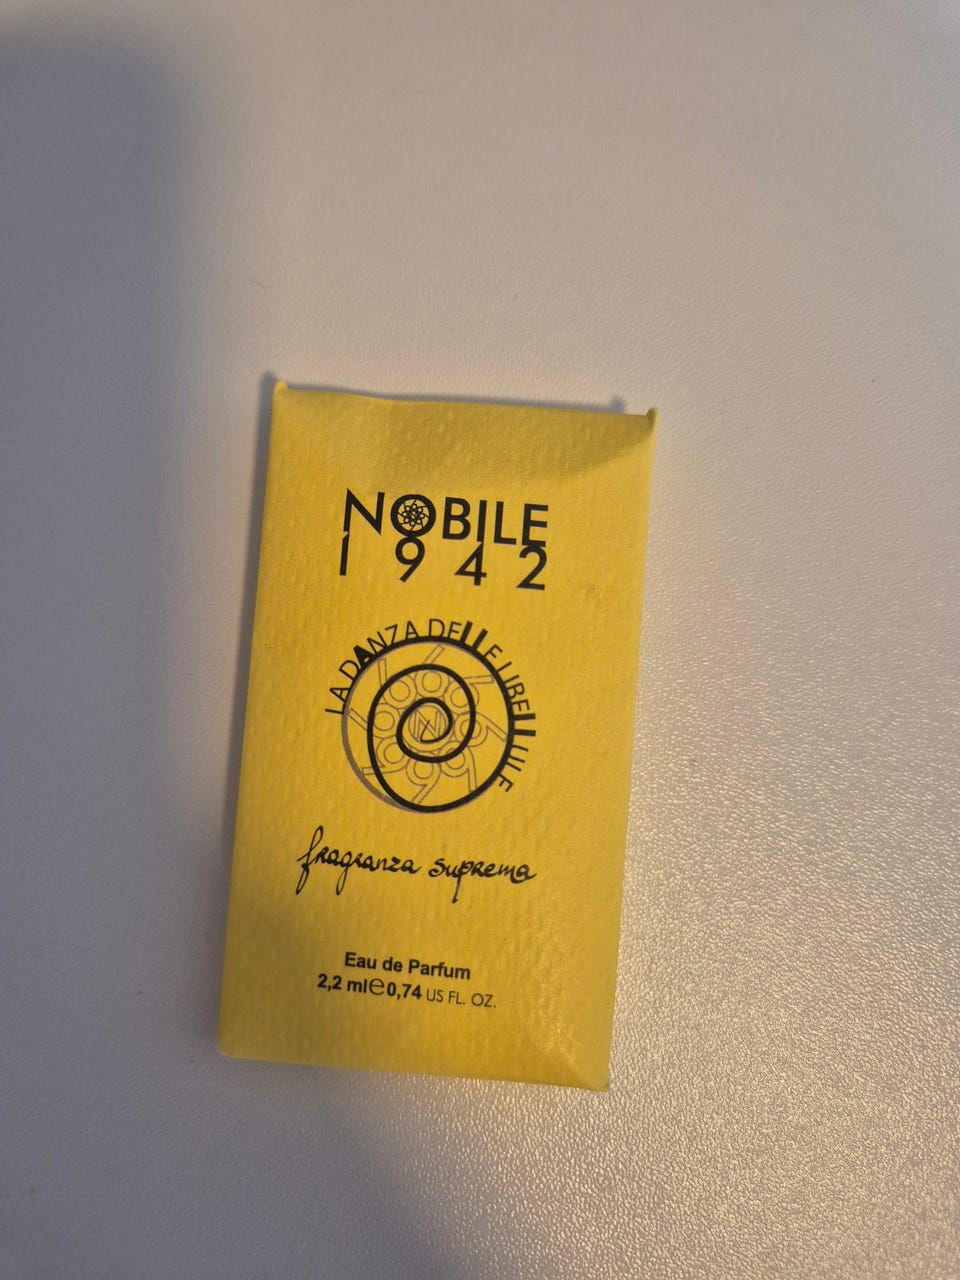 NOBILE
1942
LA DANZA DELLE LIBELLULE
fragranza suprema
Eau de Parfum
2,2 ml℮0,74 US FL. OZ.